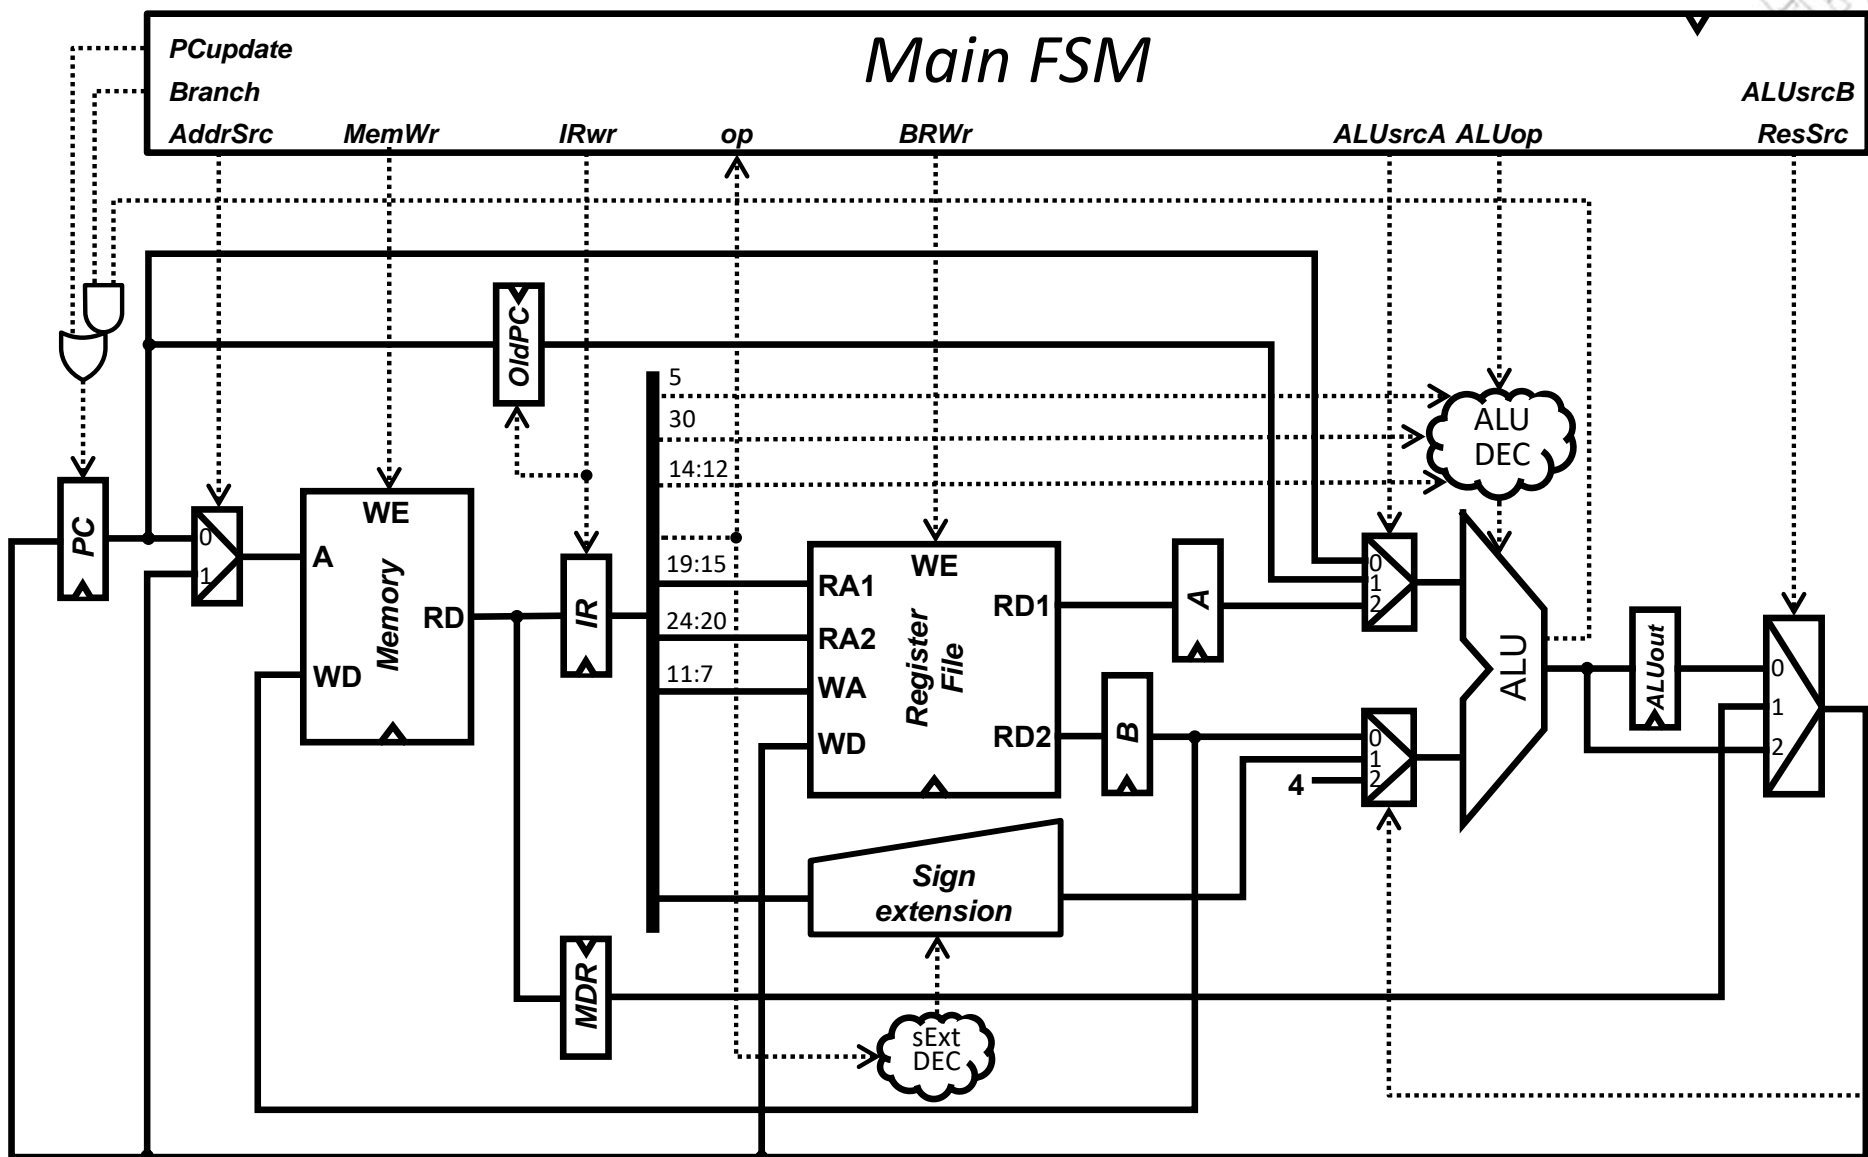 PCupdate
Main FSM
Branch
ALUsrcB
AddrSrc MemWr IRwr op BRWr ALUsrcA ALUop ResSrc
OldPC
5
30
14:12
ALU
DEC
PC
0
1
WE
A
Memory
RD
WD
IR
19:15
24:20
11:7
WE
RA1
RA2
WA
WD
Register
File
RD1
RD2
A
B
0
1
2
0
1
2
4
ALU
ALUout
0
1
2
Sign
extension
MDR
sExt
DEC